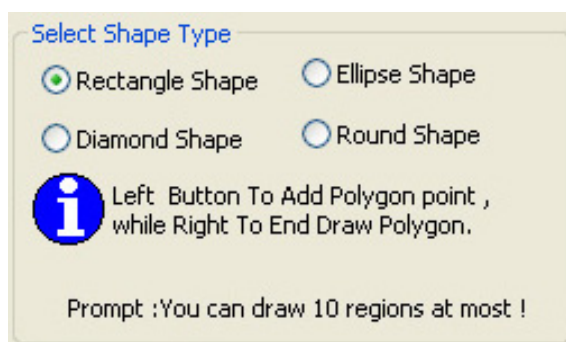 Select Shape Type
Rectangle Shape
Ellipse Shape
Diamond Shape
Round Shape
Left Button To Add Polygon point ,
while Right To End Draw Polygon.
Prompt :You can draw 10 regions at most !